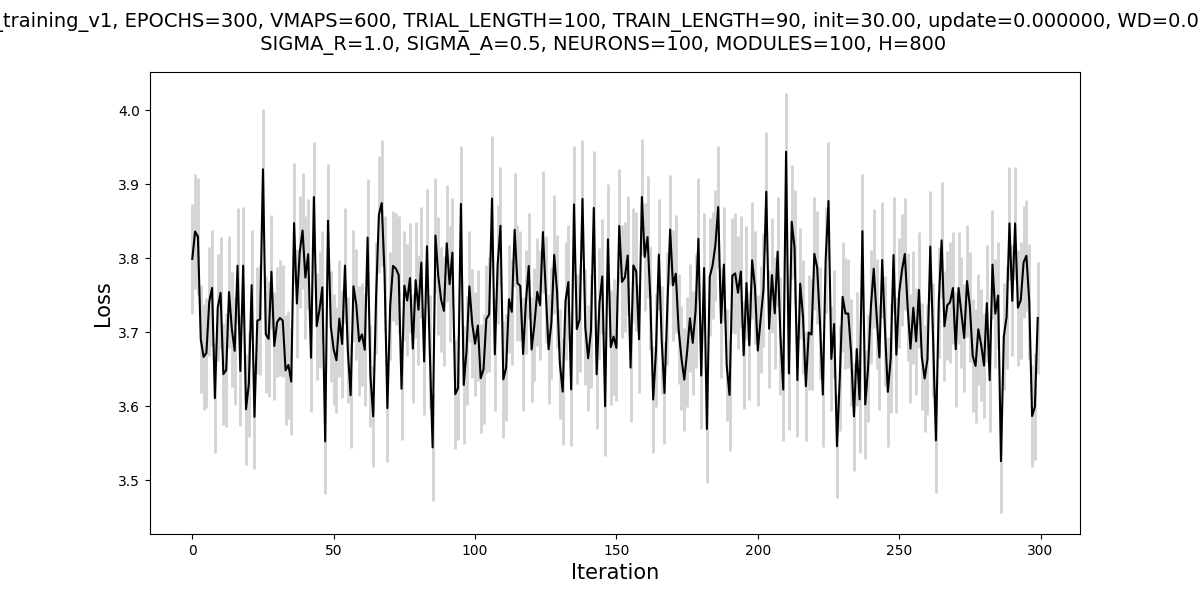 _training_v1, EPOCHS=300, VMAPS=600, TRIAL_LENGTH=100, TRAIN_LENGTH=90, init=30.00, update=0.000000, WD=0.0
SIGMA_R=1.0, SIGMA_A=0.5, NEURONS=100, MODULES=100, H=800
4.0
3.9
3.8
3.7
3.6
3.5
Loss
0 50 100 150 200 250 300
Iteration